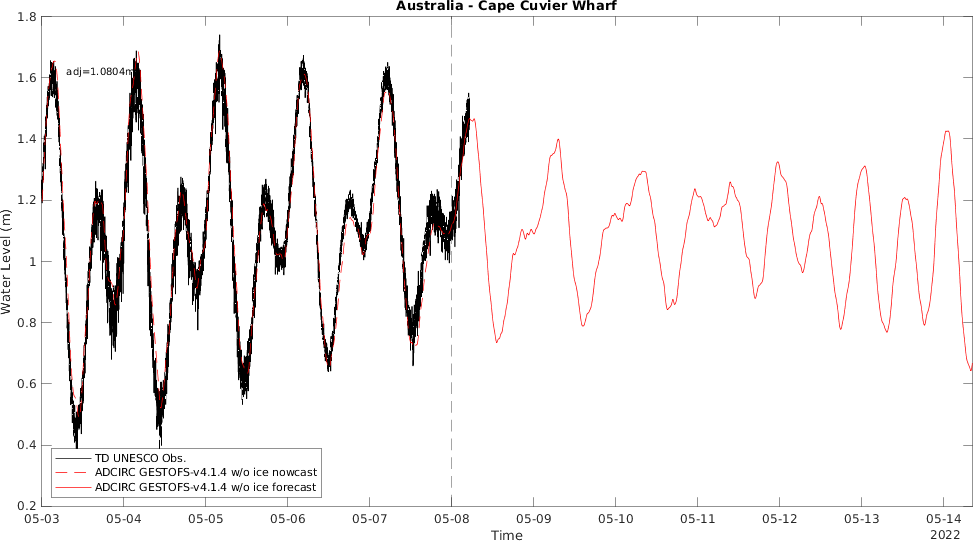 Australia - Cape Cuvier Wharf
1.8
1.6
1.4
1.2
1
0.8
0.6
0.4
0.2
Water Level (m)
adj=1.0804m
TD UNESCO Obs.
ADCIRC GESTOFS-v4.1.4 w/o ice nowcast
ADCIRC GESTOFS-v4.1.4 w/o ice forecast
05-03 05-04 05-05 05-06 05-07 05-08 05-09 05-10 05-11 05-12 05-13 05-14
Time
2022